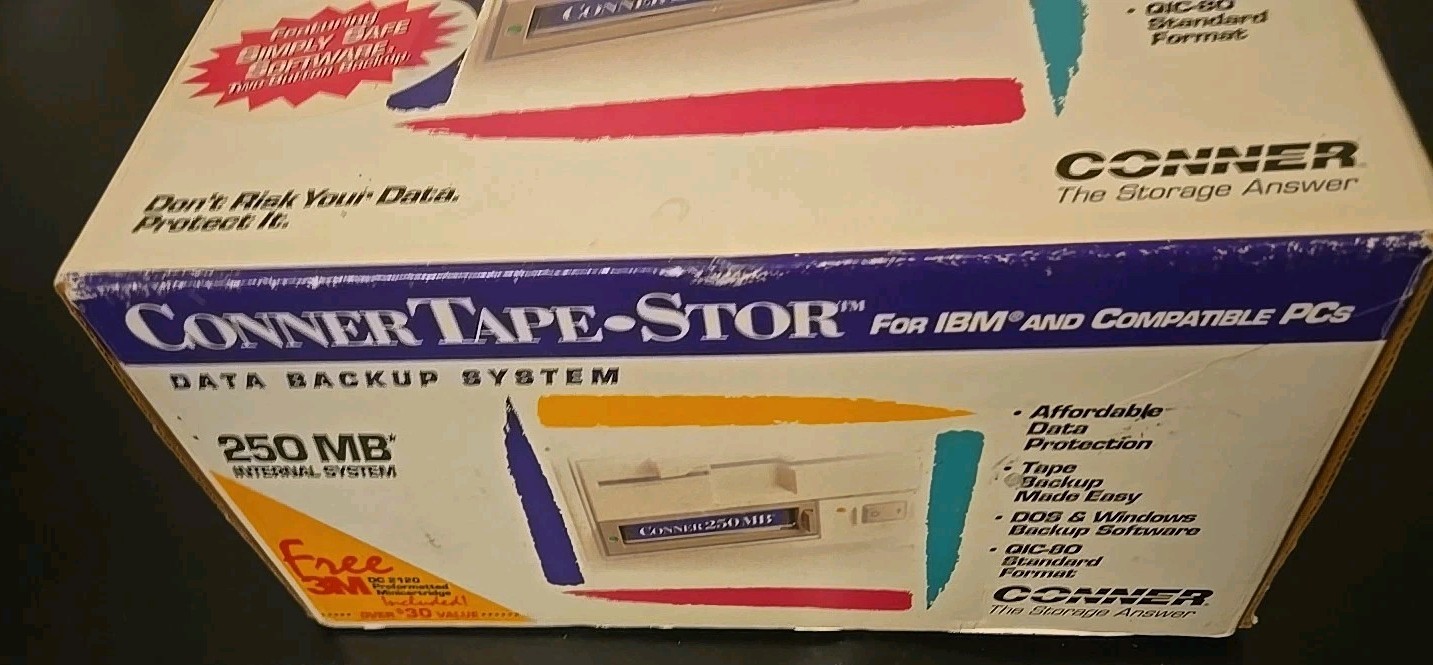 Featuring
SIMPLY SAFE
SOFTWARE,
Two Button Backup.
CONNER
• QIC-80
Standard
Format
CONNER
The Storage Answer
Don't Risk Your Data.
Protect It.
CONNER TAPE•STOR™ FOR IBM® AND COMPATIBLE PCS
DATA BACKUP SYSTEM
250 MB*
INTERNAL SYSTEM
• Affordable
Data
Protection
• Tape
Backup
Made Easy
• DOS & Windows
Backup Software
• QIC-80
Standard
Format
CONNER 250 MB
Free
3M DC 2120
Preformatted
Minicartridge
Included!
OVER $30 VALUE
CONNER
The Storage Answer